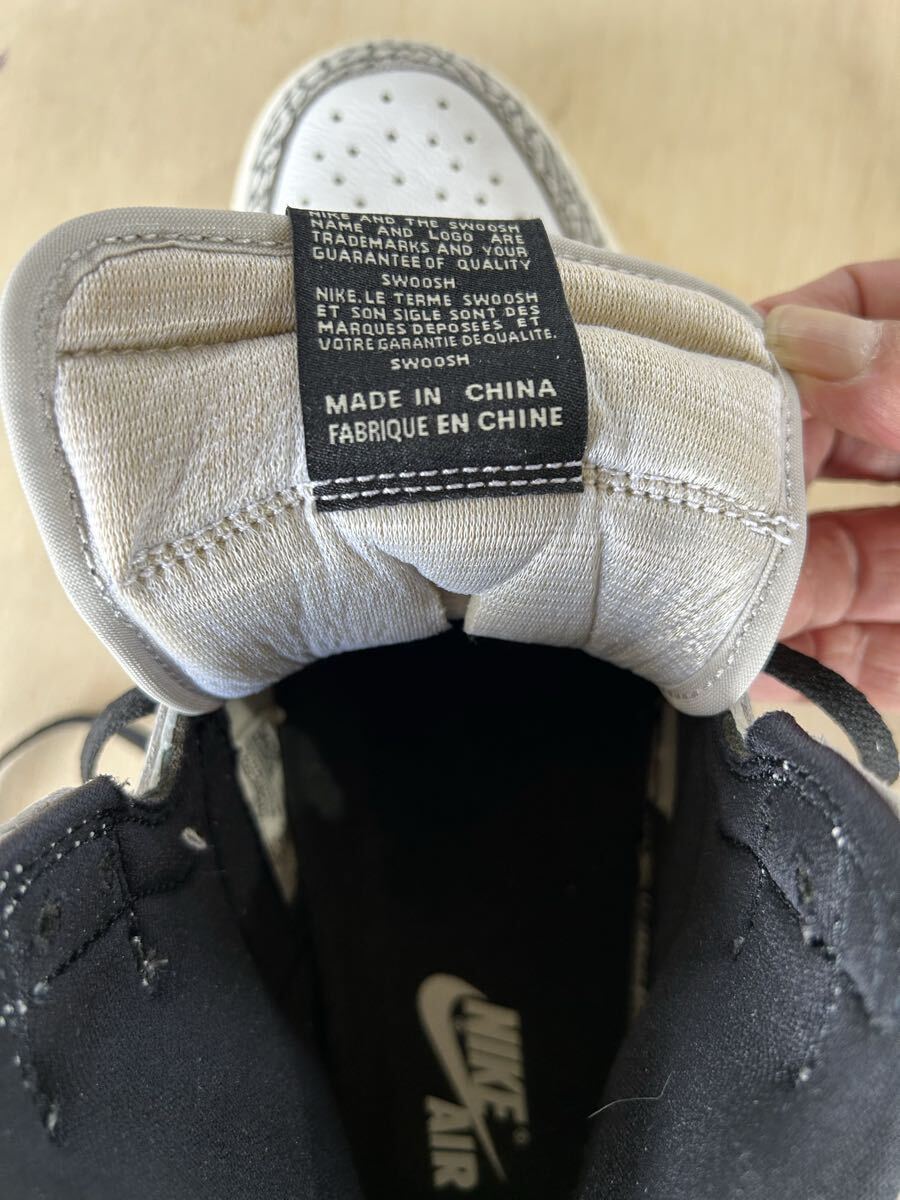 NIKE AND THE SWOOSH
NAME AND LOGO ARE
TRADEMARKS AND YOUR
GUARANTEE OF QUALITY
SWOOSH
NIKE.LE TERME SWOOSH
ET SON SIGLE SONT DES
MARQUES DEPOSEES ET
VOTRE GARANTIE DE QUALITE.
SWOOSH
MADE IN CHINA
FABRIQUE EN CHINE
NIKE
AIR